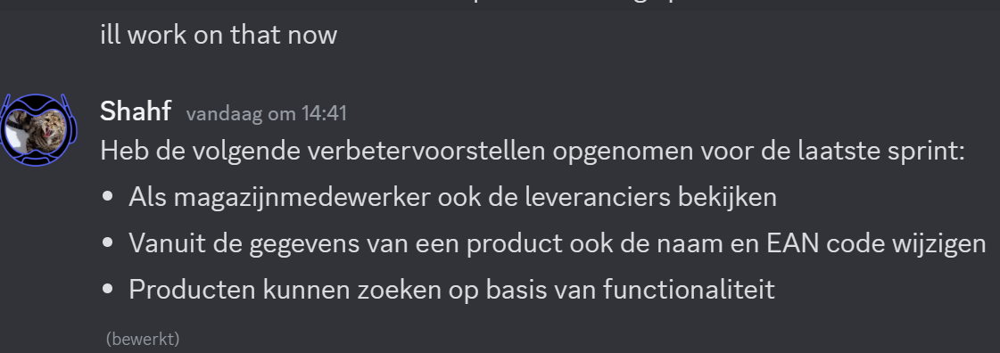 ill work on that now
Shahf vandaag om 14:41
Heb de volgende verbetervoorstellen opgenomen voor de laatste sprint:
• Als magazijnmedewerker ook de leveranciers bekijken
• Vanuit de gegevens van een product ook de naam en EAN code wijzigen
• Producten kunnen zoeken op basis van functionaliteit
(bewerkt)